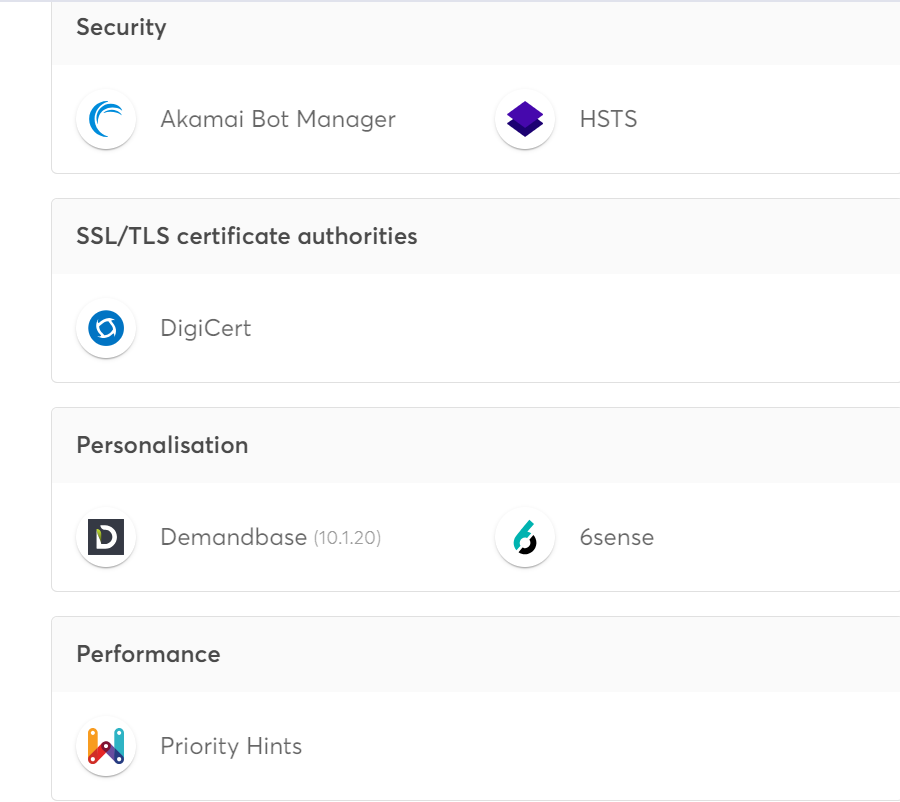 Security
Akamai Bot Manager
HSTS
SSL/TLS certificate authorities
DigiCert
Personalisation
Demandbase (10.1.20)
6sense
Performance
Priority Hints